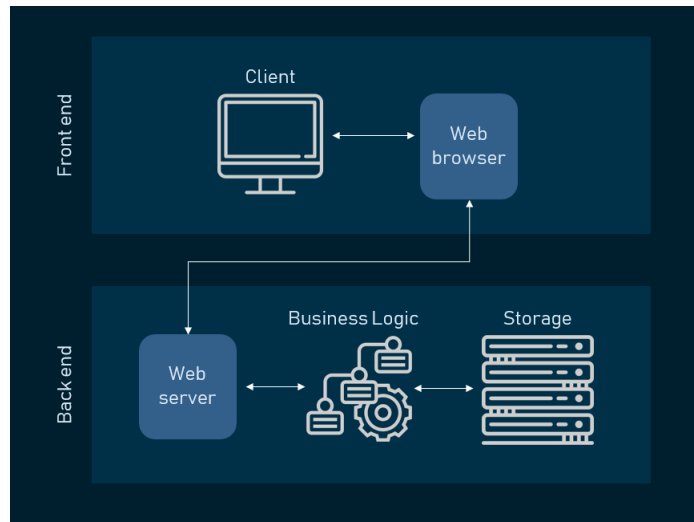 Front end
Client
Web
browser
Back end
Business Logic
Storage
Web
server